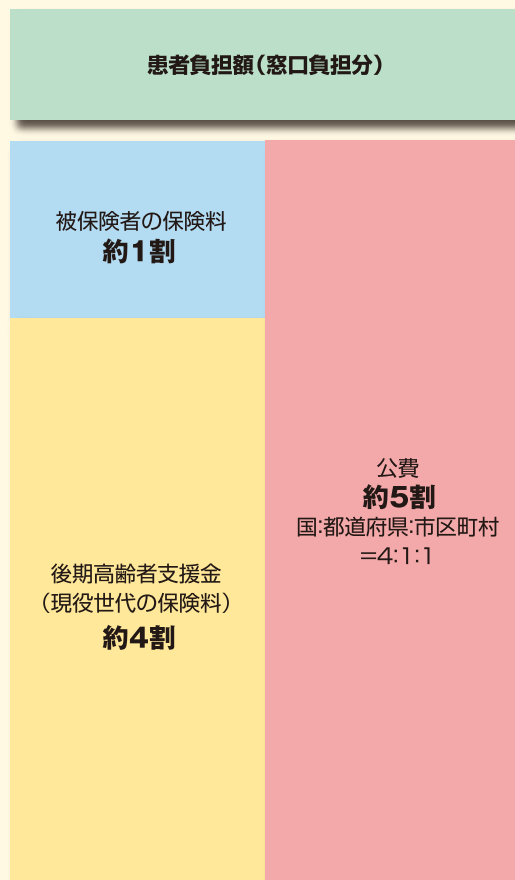 患者負担額（窓口負担分）
被保険者の保険料
約1割
後期高齢者支援金
（現役世代の保険料）
約4割
公費
約5割
国:都道府県:市区町村
=4:1:1